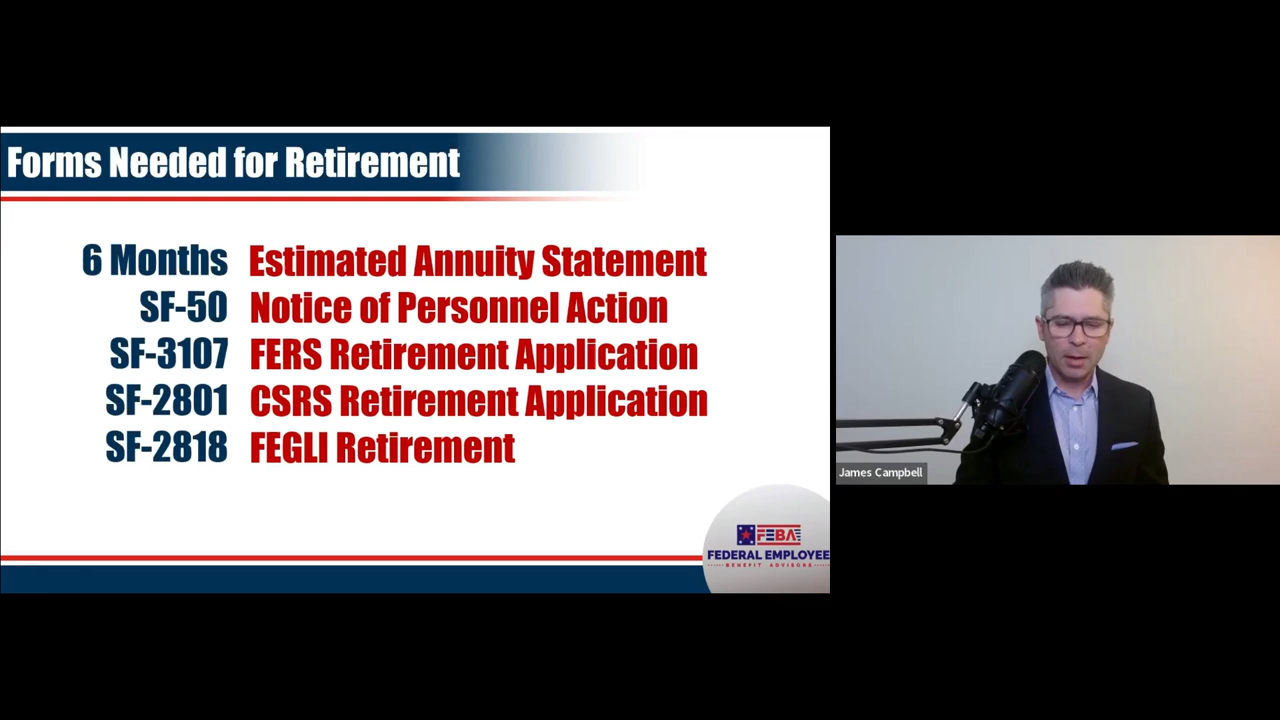 Forms Needed for Retirement
6 Months Estimated Annuity Statement
SF-50 Notice of Personnel Action
SF-3107 FERS Retirement Application
SF-2801 CSRS Retirement Application
SF-2818 FEGLI Retirement
FEBA
FEDERAL EMPLOYEE
BENEFIT ADVISORS
James Campbell